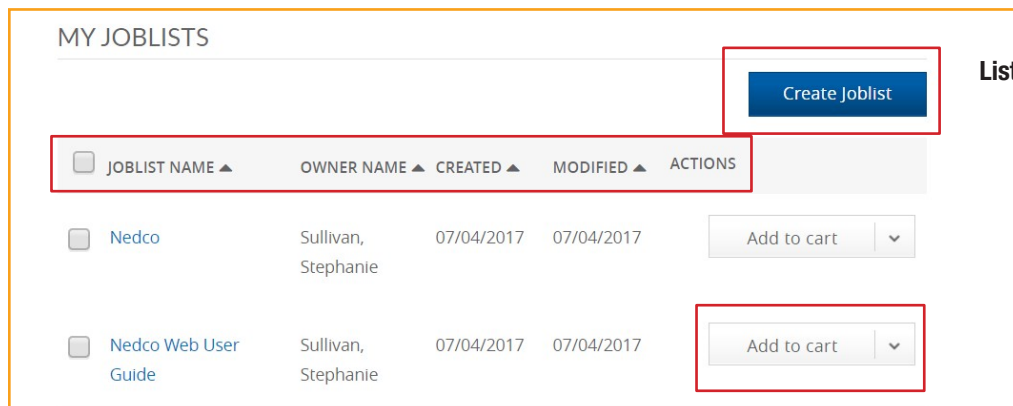 MY JOBLISTS
Create Joblist
JOBLIST NAME ▲ OWNER NAME ▲ CREATED ▲ MODIFIED ▲ ACTIONS
Nedco Sullivan, 07/04/2017 07/04/2017 Add to cart
Stephanie
Nedco Web User Sullivan, 07/04/2017 07/04/2017 Add to cart
Guide Stephanie